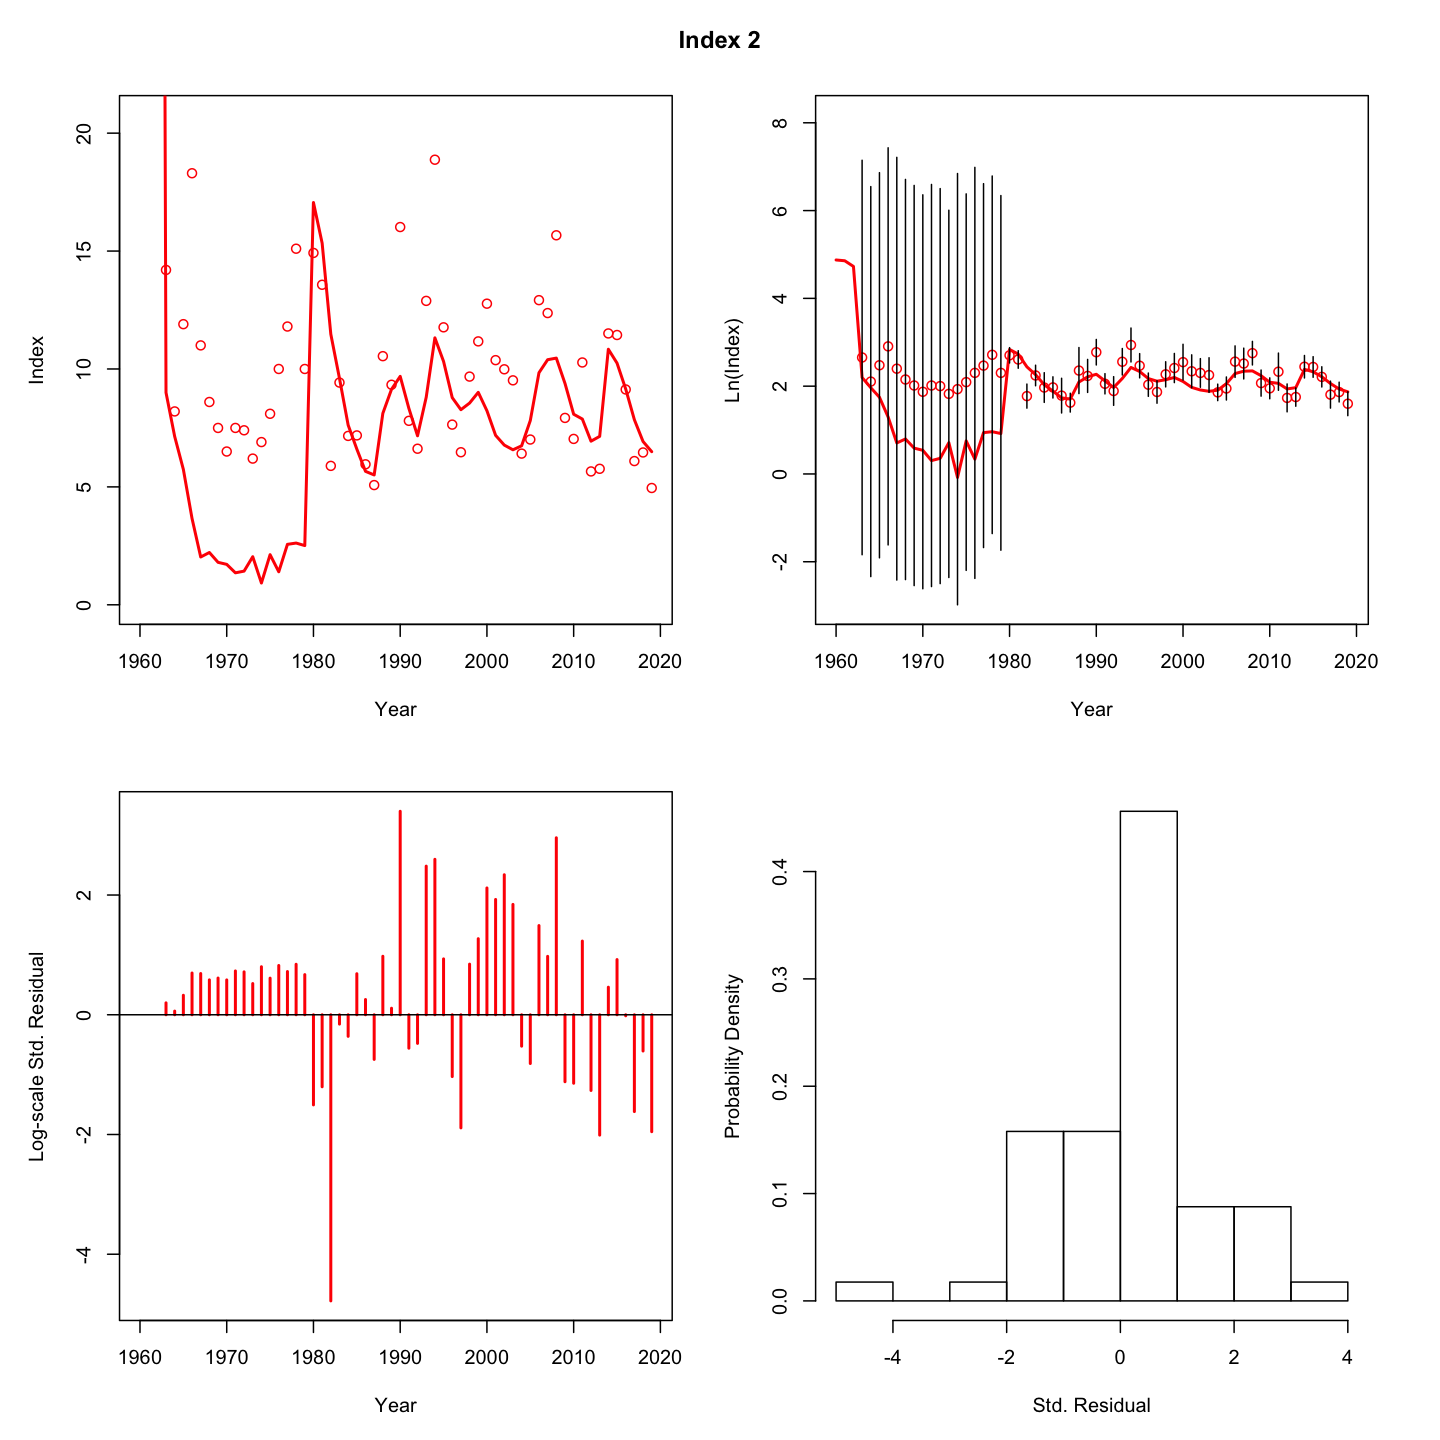 Index 2
20
15
10
5
0
Index
1960 1970 1980 1990 2000 2010 2020
Year
8
6
4
2
0
-2
Ln(Index)
1960 1970 1980 1990 2000 2010 2020
Year
2
0
-2
-4
Log-scale Std. Residual
1960 1970 1980 1990 2000 2010 2020
Year
0.4
0.3
0.2
0.1
0.0
Probability Density
-4 -2 0 2 4
Std. Residual